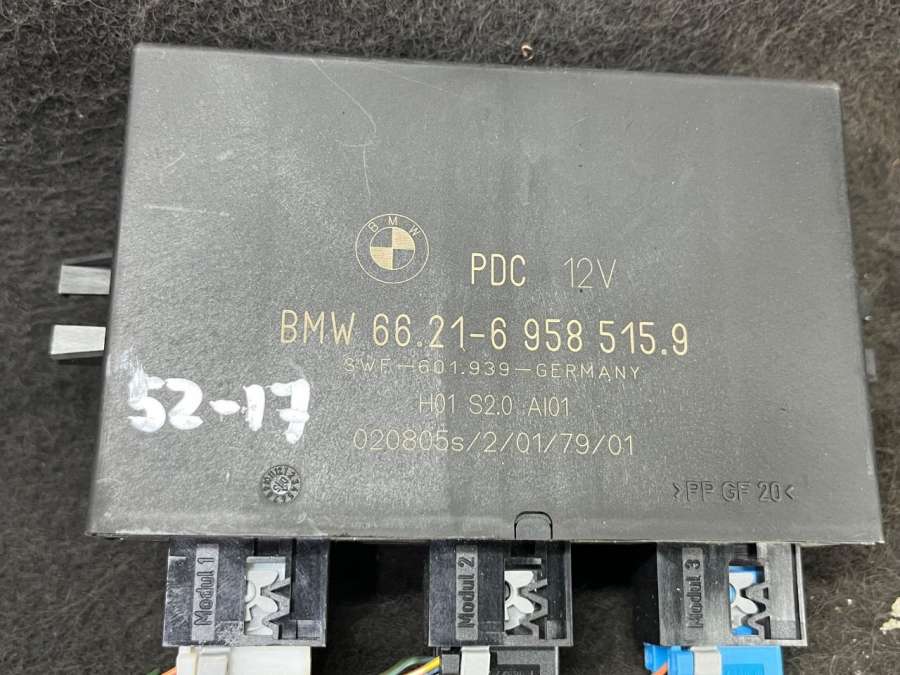 BMW
PDC 12V
BMW 66.21-6 958 515.9
SWF-601.939-GERMANY
52-17
H01 S2.0 AI01
020805s/2/01/79/01
>PP GF 20<
Modul 1
Modul 2
Modul 3